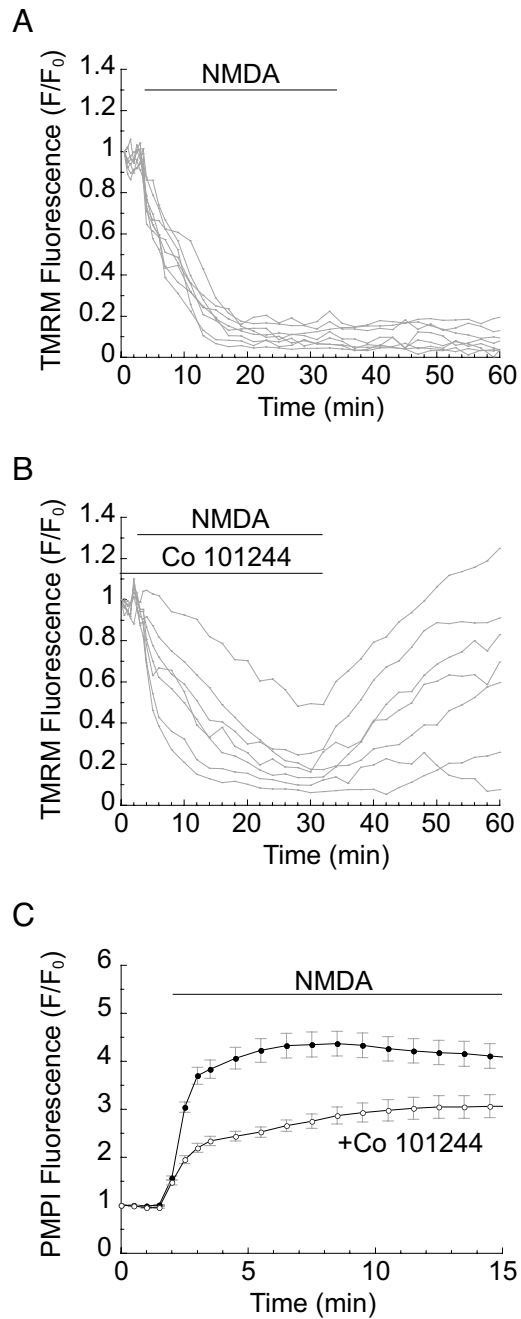 A
NMDA
TMRM Fluorescence (F/F₀)
1.4
1.2
1
0.8
0.6
0.4
0.2
0
0 10 20 30 40 50 60
Time (min)
B
NMDA
Co 101244
TMRM Fluorescence (F/F₀)
1.4
1.2
1
0.8
0.6
0.4
0.2
0
0 10 20 30 40 50 60
Time (min)
C
NMDA
PMPI Fluorescence (F/F₀)
6
5
4
3
2
1
0
+Co 101244
0 5 10 15
Time (min)